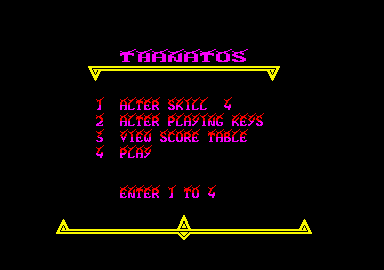 THANATOS
1 ALTER SKILL 4
2 ALTER PLAYING KEYS
3 VIEW SCORE TABLE
4 PLAY
ENTER 1 TO 4